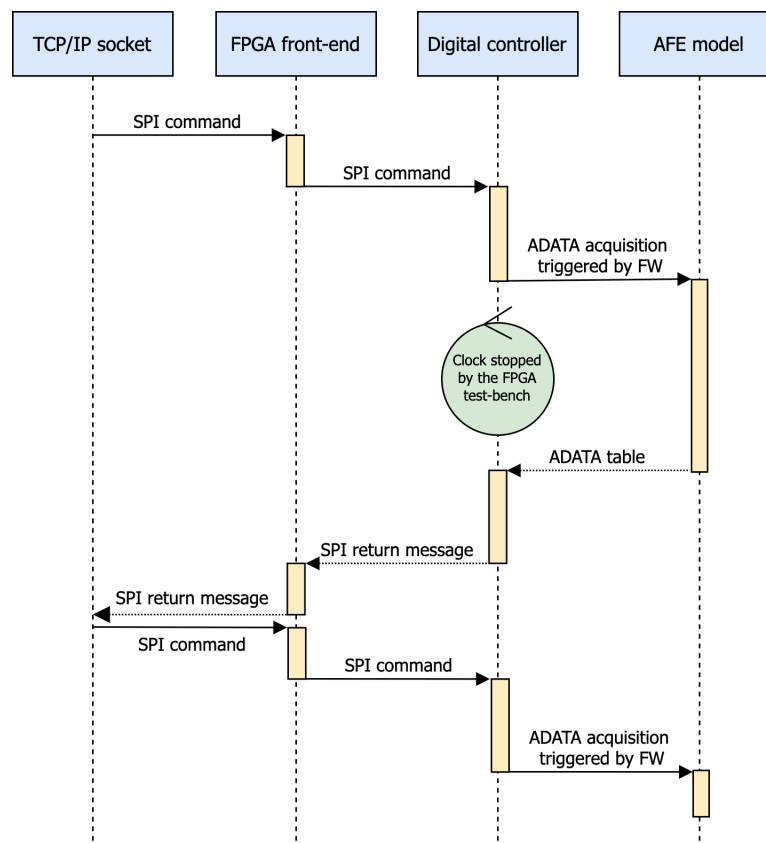 TCP/IP socket
FPGA front-end
Digital controller
AFE model
SPI command
SPI command
ADATA acquisition
triggered by FW
Clock stopped
by the FPGA
test-bench
ADATA table
SPI return message
SPI return message
SPI command
SPI command
ADATA acquisition
triggered by FW